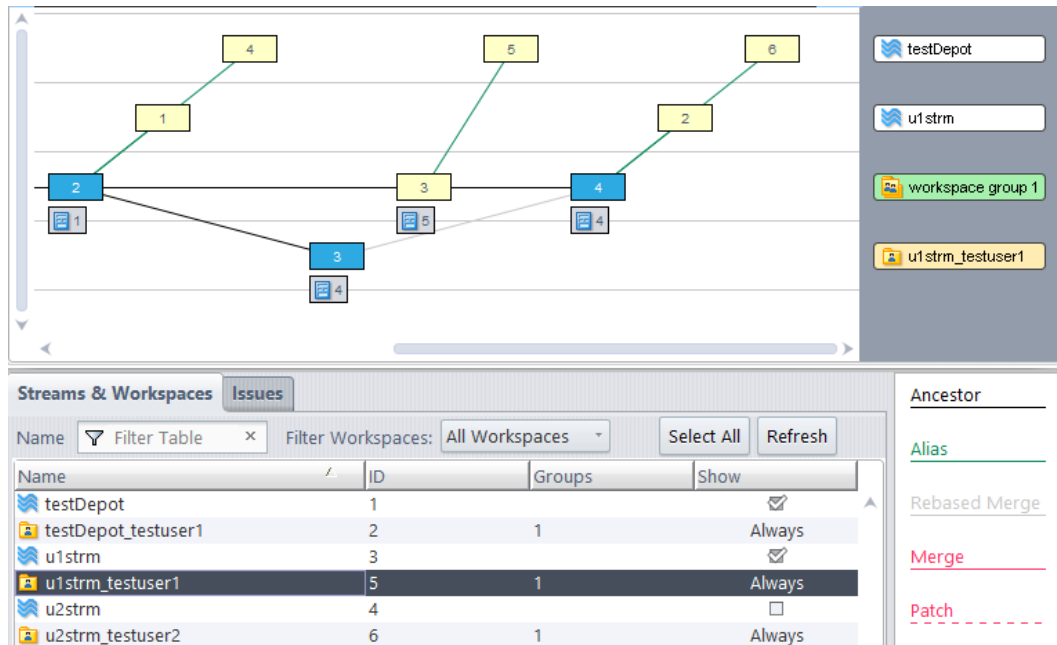 4 5 6 testDepot
1 2 u1strm
2 3 4 workspace group 1
1 5 4
3 u1strm_testuser1
4
Streams & Workspaces Issues
Name Filter Table × Filter Workspaces: All Workspaces Select All Refresh
Name ID Groups Show
testDepot 1
testDepot_testuser1 2 1 Always
u1strm 3
u1strm_testuser1 5 1 Always
u2strm 4
u2strm_testuser2 6 1 Always
Ancestor
Alias
Rebased Merge
Merge
Patch